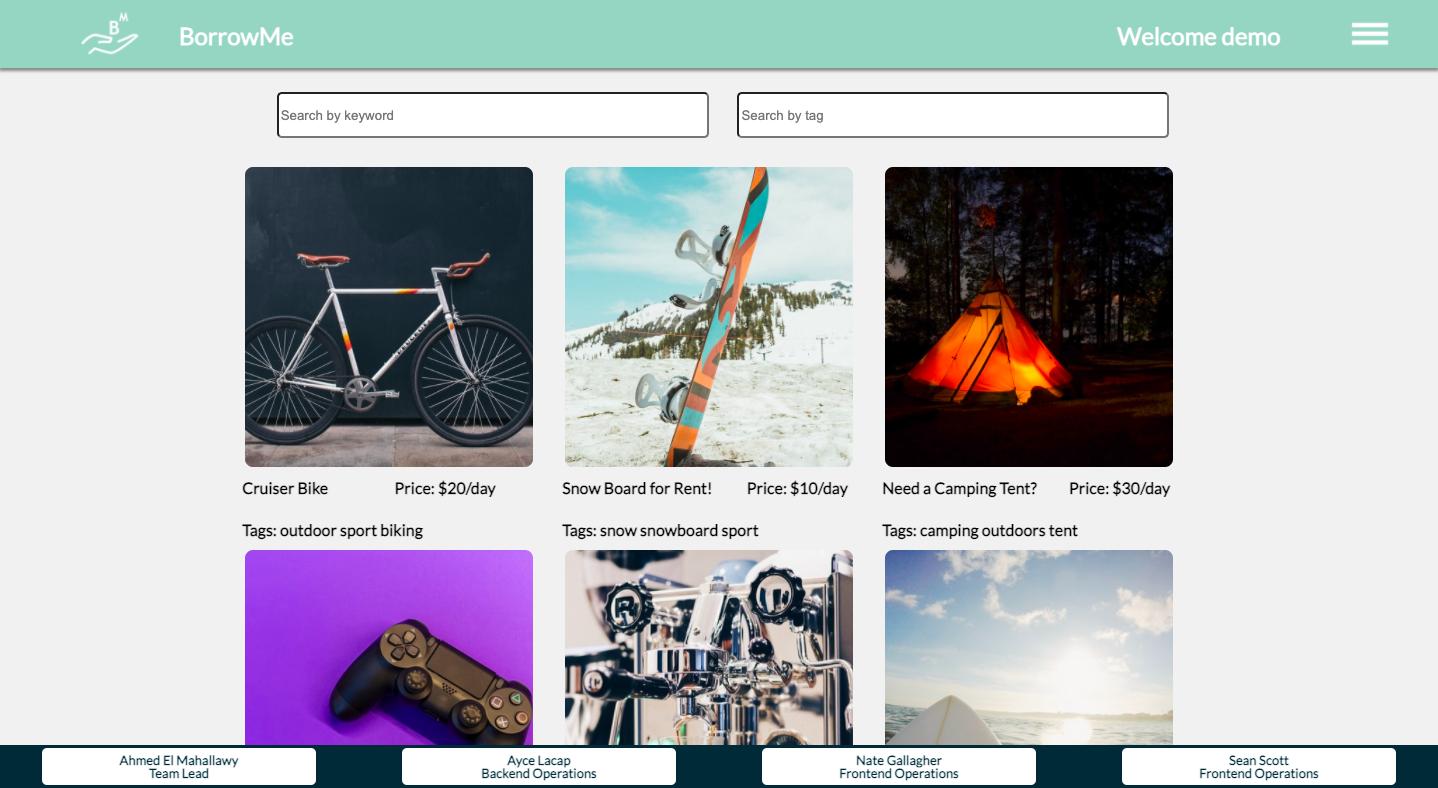 B M
BorrowMe
Welcome demo
Search by keyword
Search by tag
Cruiser Bike
Price: $20/day
Snow Board for Rent!
Price: $10/day
Need a Camping Tent?
Price: $30/day
Tags: outdoor sport biking
Tags: snow snowboard sport
Tags: camping outdoors tent
R
Ahmed El Mahallawy
Team Lead
Ayce Lacap
Backend Operations
Nate Gallagher
Frontend Operations
Sean Scott
Frontend Operations